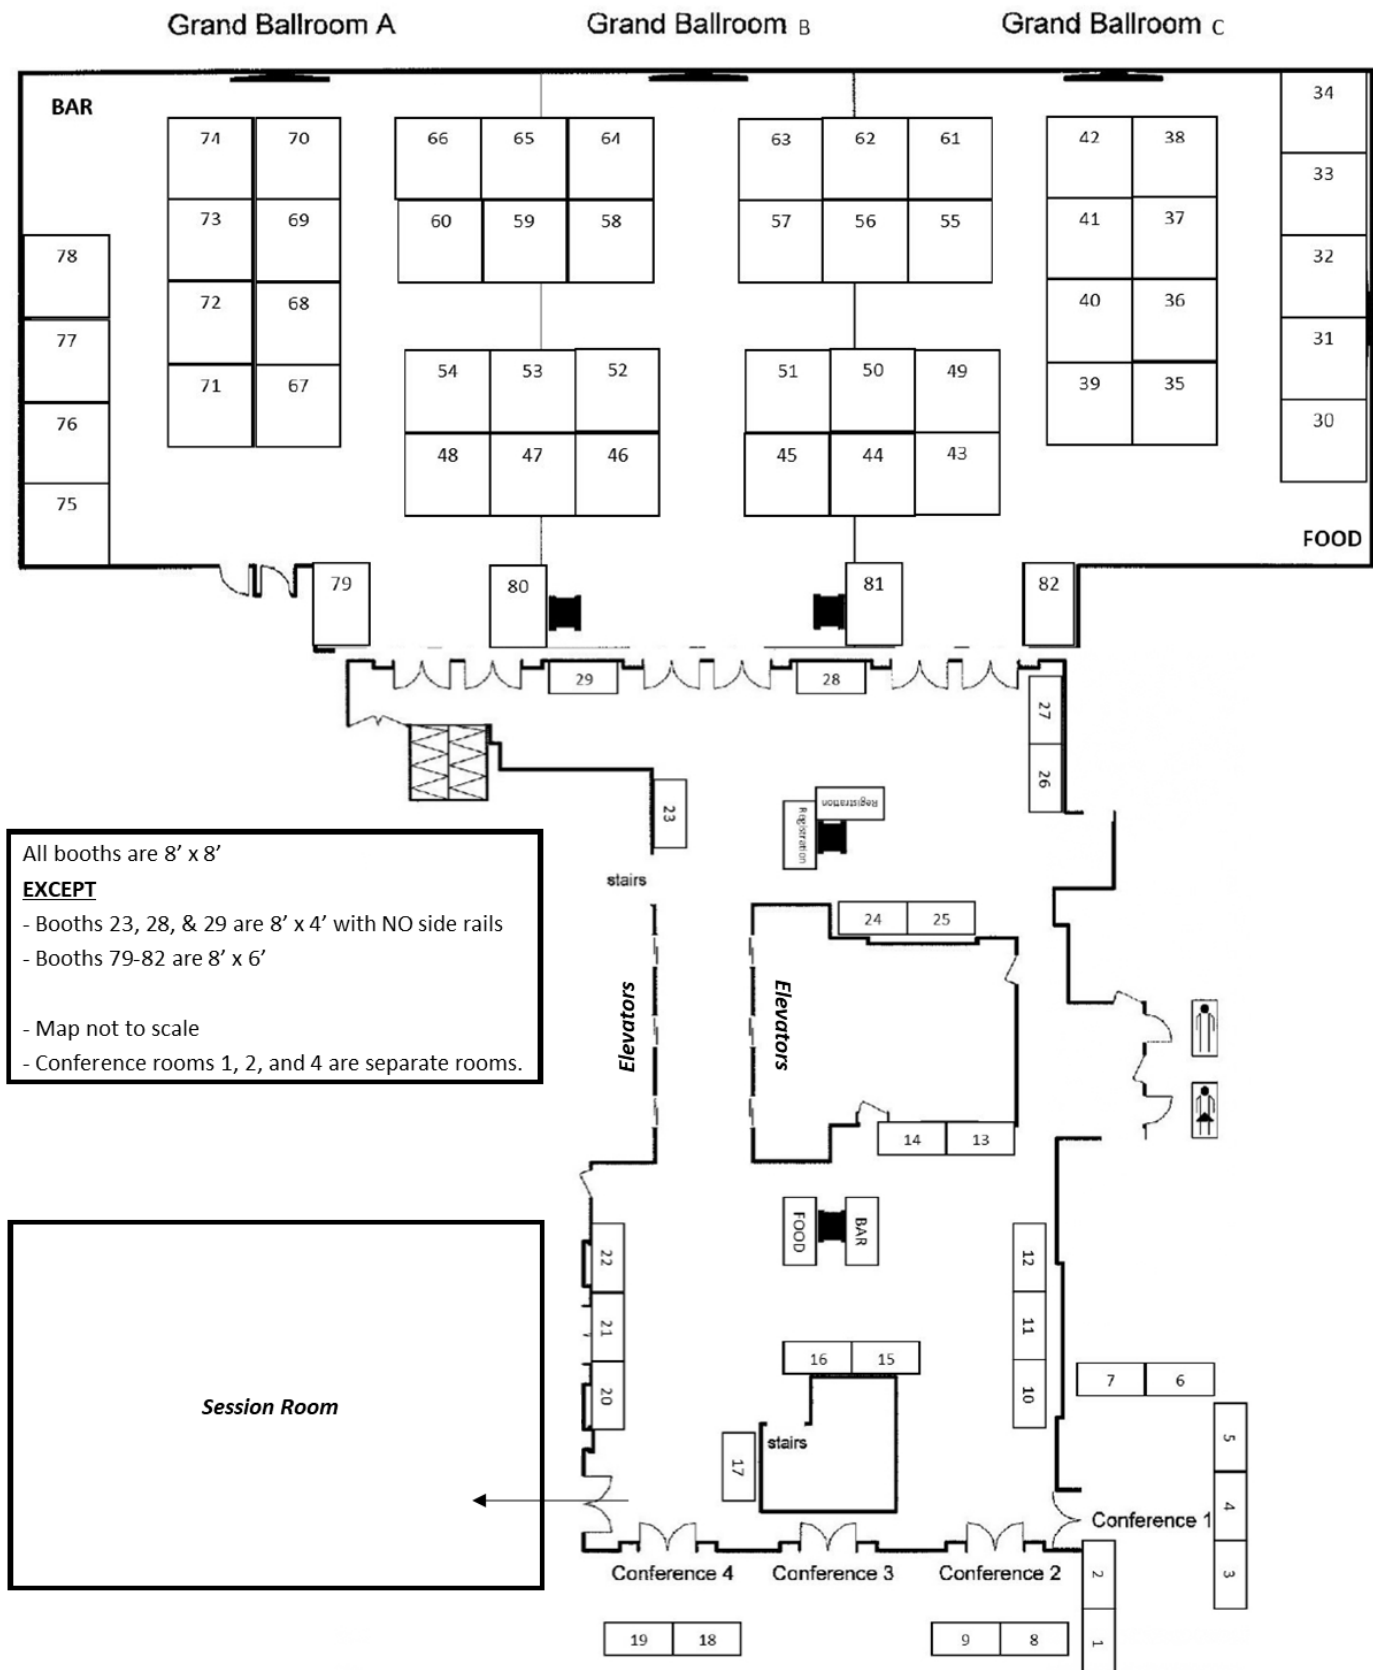 Grand Ballroom A Grand Ballroom B Grand Ballroom C
BAR
34
74 70 66 65 64 63 62 61 42 38
33
73 69 60 59 58 57 56 55 41 37
78 32
72 68 40 36
77 31
71 67 54 53 52 51 50 49 39 35
76 30
48 47 46 45 44 43
75
FOOD
79 80 81 82
29 28
27
26
23
Registration
Registration
All booths are 8’ x 8’
EXCEPT
- Booths 23, 28, & 29 are 8’ x 4’ with NO side rails
- Booths 79-82 are 8’ x 6’
- Map not to scale
- Conference rooms 1, 2, and 4 are separate rooms.
stairs
24 25
Elevators
Elevators
14 13
FOOD BAR
22 12
21 11
16 15
20 10
7 6
Session Room
stairs
17
5
4
3
Conference 1
Conference 4 Conference 3 Conference 2
2
1
19 18 9 8